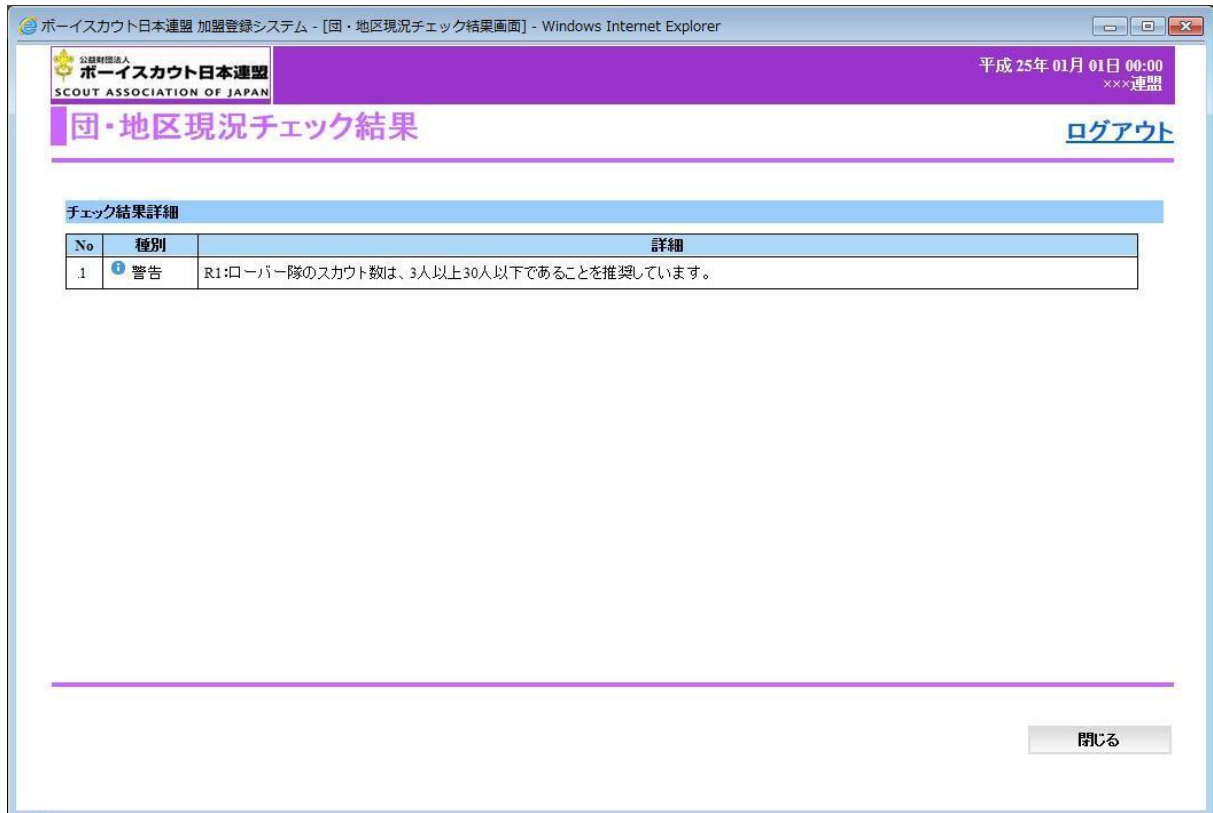 ボーイスカウト日本連盟 加盟登録システム - [団・地区現況チェック結果画面] - Windows Internet Explorer
公益財団法人
ボーイスカウト日本連盟
SCOUT ASSOCIATION OF JAPAN
平成 25年 01月 01日 00:00
×××連盟
団・地区現況チェック結果
ログアウト
チェック結果詳細
No 種別 詳細
1 警告 R1:ローバー隊のスカウト数は、3人以上30人以下であることを推奨しています。
閉じる